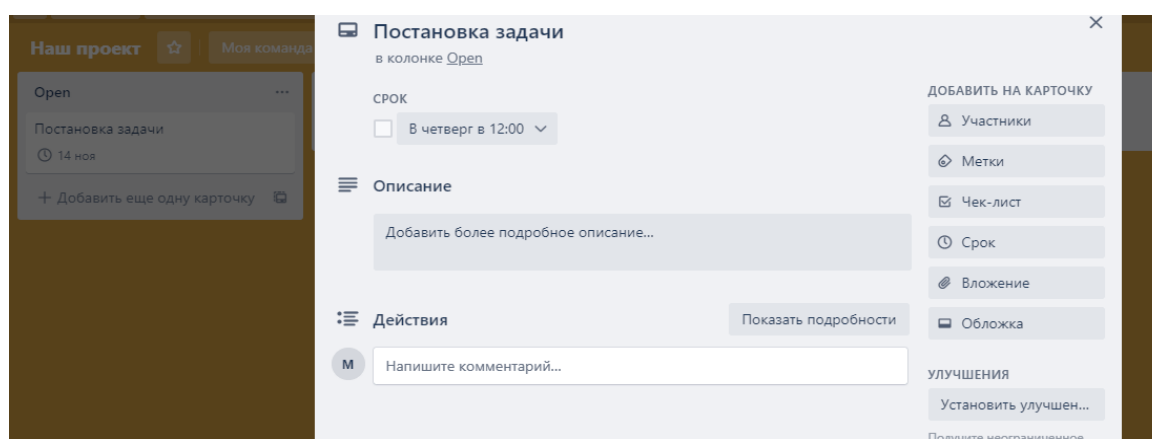 Наш проект
Моя команда
Open
Постановка задачи
14 ноя
Добавить еще одну карточку
Постановка задачи
в колонке Open
СРОК
В четверг в 12:00
Описание
Добавить более подробное описание...
Действия
Показать подробности
М
Напишите комментарий...
ДОБАВИТЬ НА КАРТОЧКУ
Участники
Метки
Чек-лист
Срок
Вложение
Обложка
УЛУЧШЕНИЯ
Установить улучшен...
Получите неограниченное